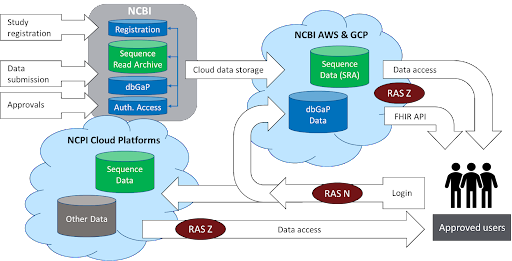 Study
registration
Data
submission
Approvals
NCBI
Registration
Sequence
Read Archive
dbGaP
Auth. Access
Cloud data storage
NCBI AWS & GCP
Sequence
Data (SRA)
dbGaP
Data
Data access
RAS Z
FHIR API
NCPI Cloud Platforms
Sequence
Data
Other Data
RAS N
Login
RAS Z
Data access
Approved users